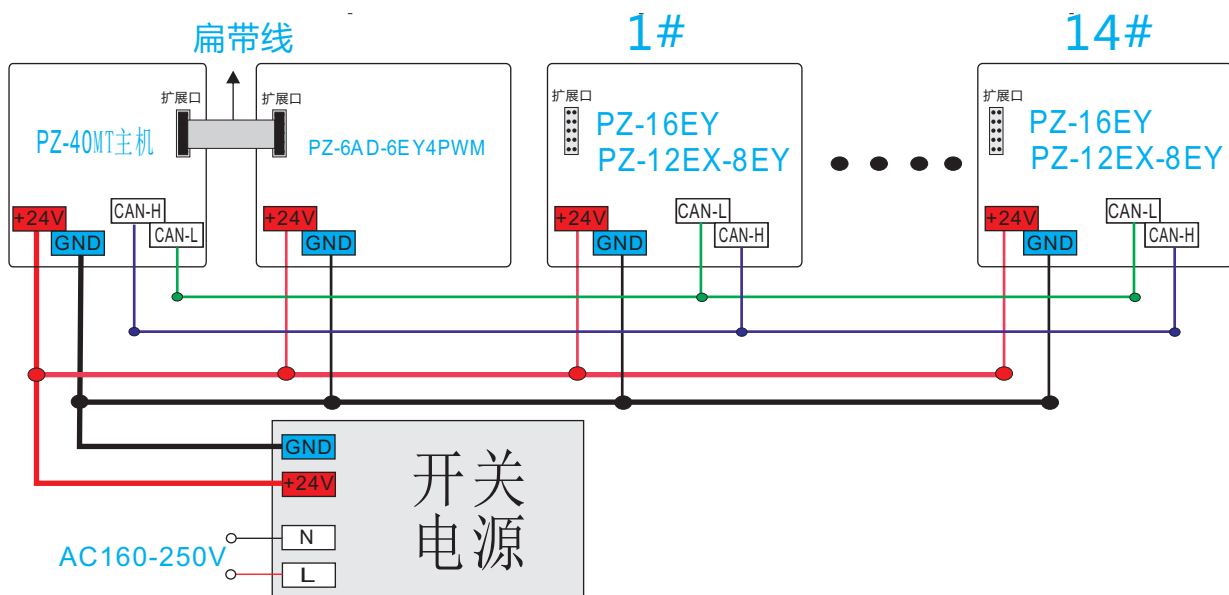 扁带线
1#
14#
扩展口
扩展口
扩展口
扩展口
PZ-40MT主机
PZ-6AD-6EY4PWM
PZ-16EY
PZ-12EX-8EY
PZ-16EY
PZ-12EX-8EY
+24V
GND
CAN-H
CAN-L
+24V
GND
+24V
GND
CAN-L
CAN-H
+24V
GND
CAN-L
CAN-H
GND
+24V
N
L
AC160-250V
开关
电源